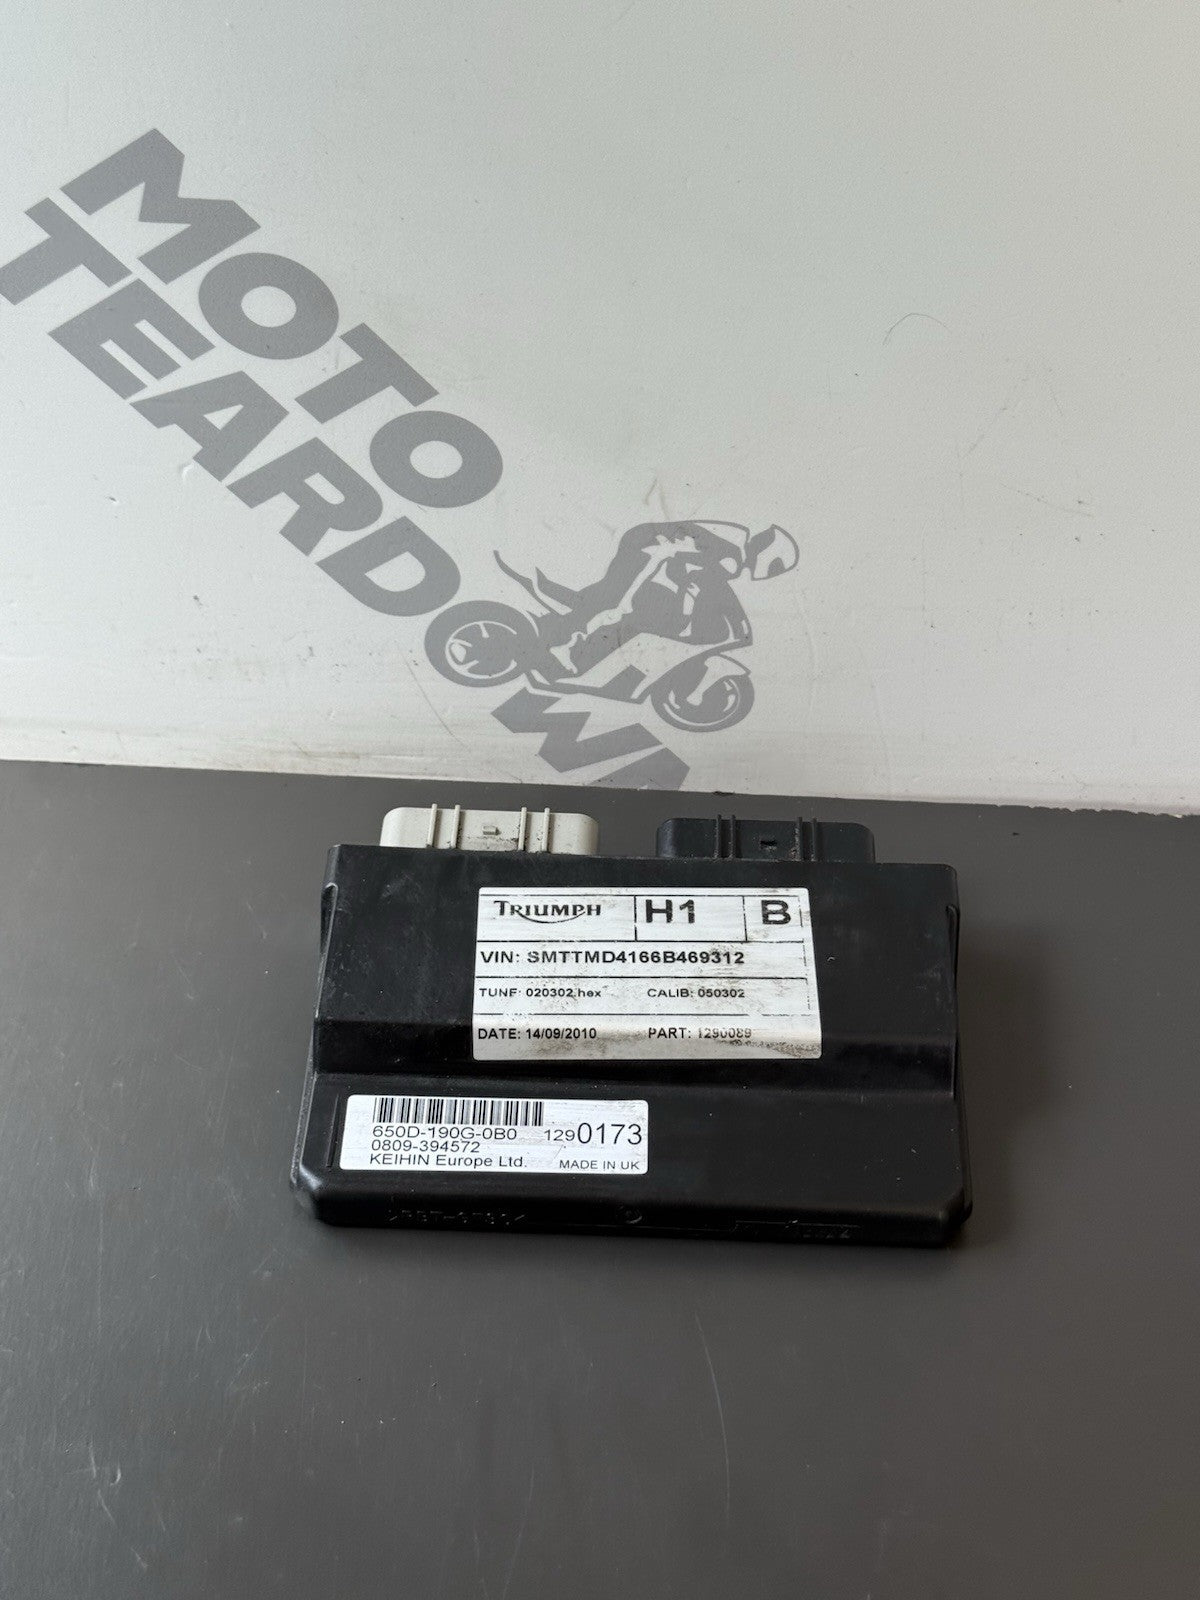 MOTO
TEARDOWN
TRIUMPH H1 B
VIN: SMTTMD4166B469312
TUNE: 020302.hex CALIB: 050302
DATE: 14/09/2010 PART: 1290089
650D-190G-0B0 1290173
0809-394572
KEIHIN Europe Ltd. MADE IN UK